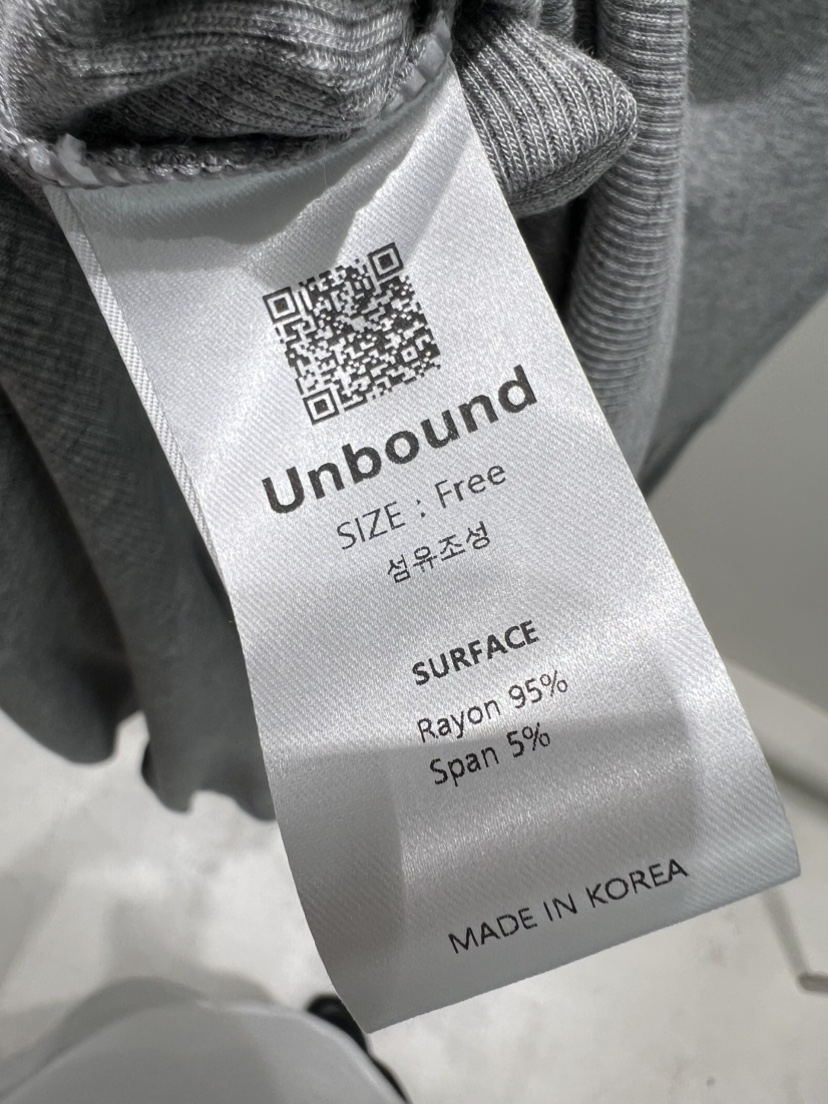 Unbound
SIZE : Free
섬유조성
SURFACE
Rayon 95%
Span 5%
MADE IN KOREA